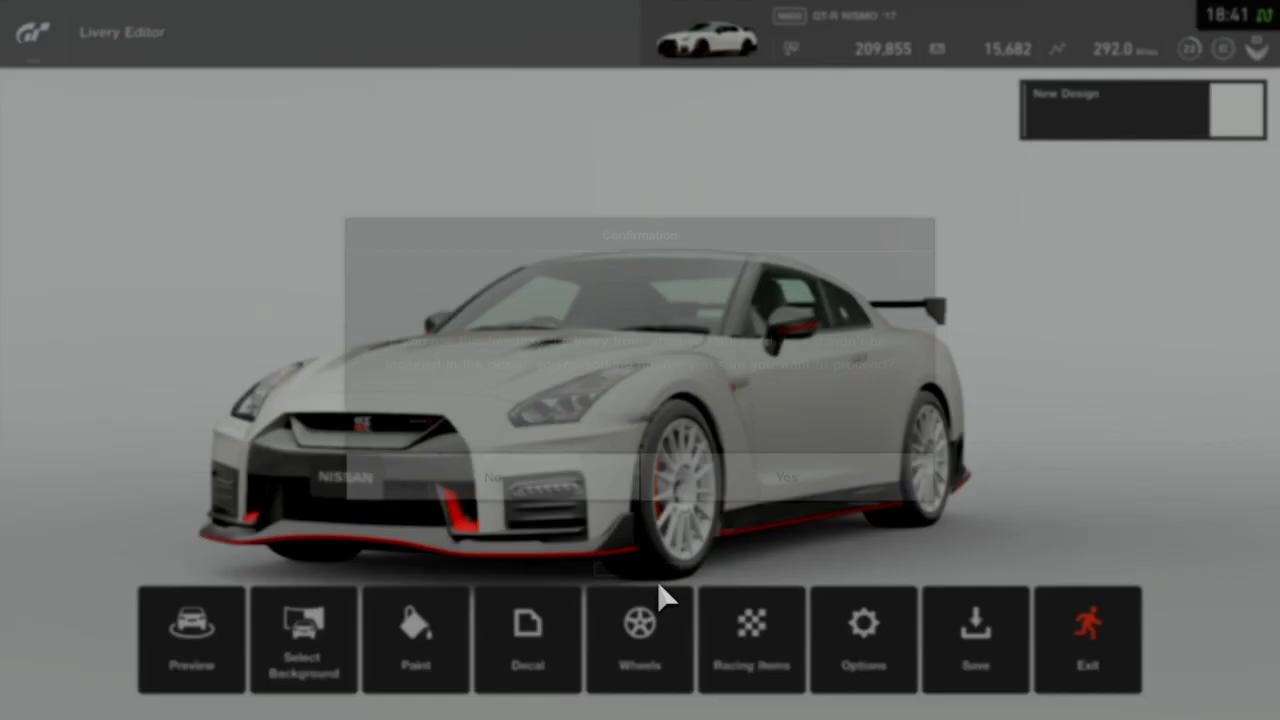 Livery Editor
GT-R NISMO '17
18:41
209,855
15,682
292.0 Miles
New Design
Confirmation
NISSAN
No
Yes
Preview
Select
Background
Paint
Decal
Wheels
Racing Items
Options
Save
Exit